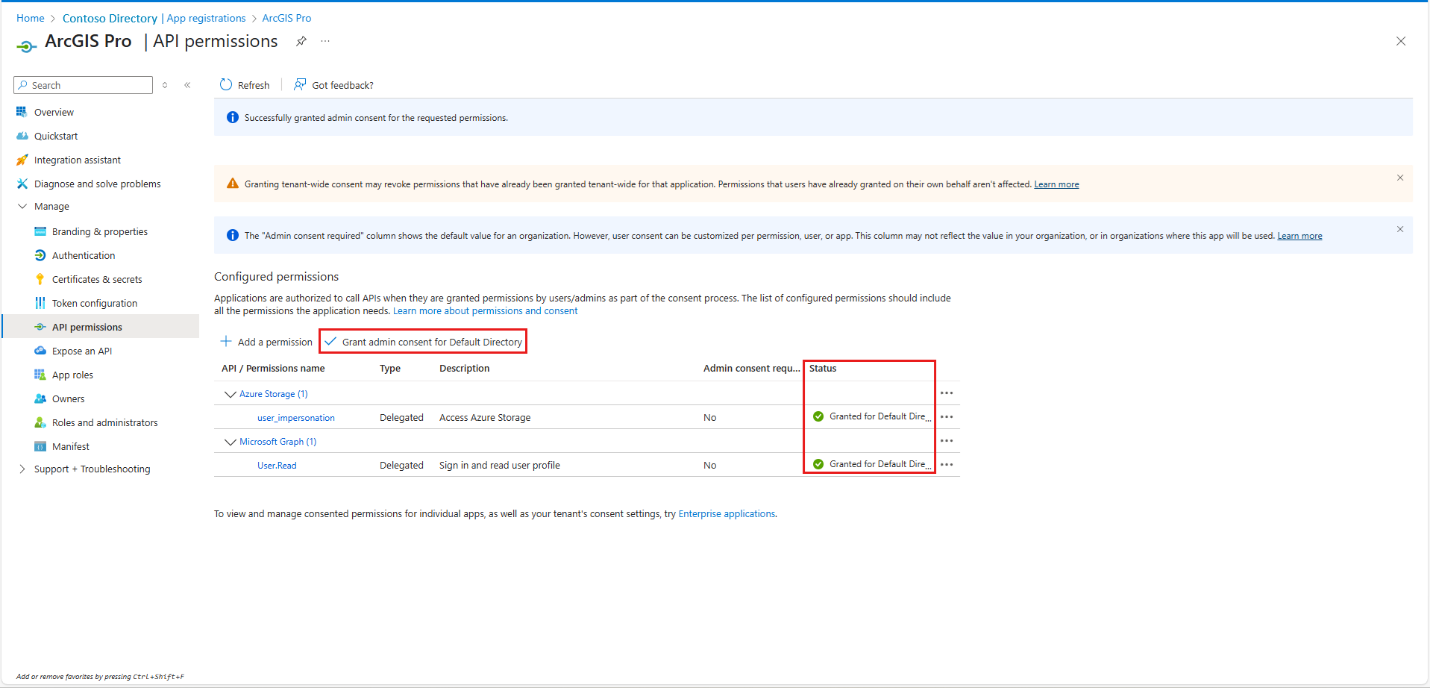 Home > Contoso Directory | App registrations > ArcGIS Pro
ArcGIS Pro | API permissions
Search
Refresh
Got feedback?
Overview
Quickstart
Integration assistant
Diagnose and solve problems
Manage
Branding & properties
Authentication
Certificates & secrets
Token configuration
API permissions
Expose an API
App roles
Owners
Roles and administrators
Manifest
Support + Troubleshooting
Successfully granted admin consent for the requested permissions.
Granting tenant-wide consent may revoke permissions that have already been granted tenant-wide for that application. Permissions that users have already granted on their own behalf aren't affected. Learn more
The "Admin consent required" column shows the default value for an organization. However, user consent can be customized per permission, user, or app. This column may not reflect the value in your organization, or in organizations where this app will be used. Learn more
Configured permissions
Applications are authorized to call APIs when they are granted permissions by users/admins as part of the consent process. The list of configured permissions should include
all the permissions the application needs. Learn more about permissions and consent
Add a permission
Grant admin consent for Default Directory
API / Permissions name Type Description Admin consent requ... Status
Azure Storage (1)
user_impersonation Delegated Access Azure Storage No Granted for Default Dire...
Microsoft Graph (1)
User.Read Delegated Sign in and read user profile No Granted for Default Dire...
To view and manage consented permissions for individual apps, as well as your tenant's consent settings, try Enterprise applications.
Add or remove favorites by pressing Ctrl+Shift+F